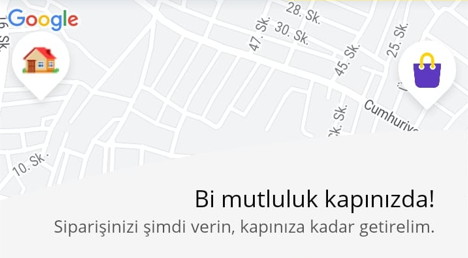 Google
28. Sk.
30. Sk.
47. Sk.
45. Sk.
25. Sk.
Cumhuriye
10. Sk.
Bi mutluluk kapınızda!
Siparişinizi şimdi verin, kapınıza kadar getirelim.